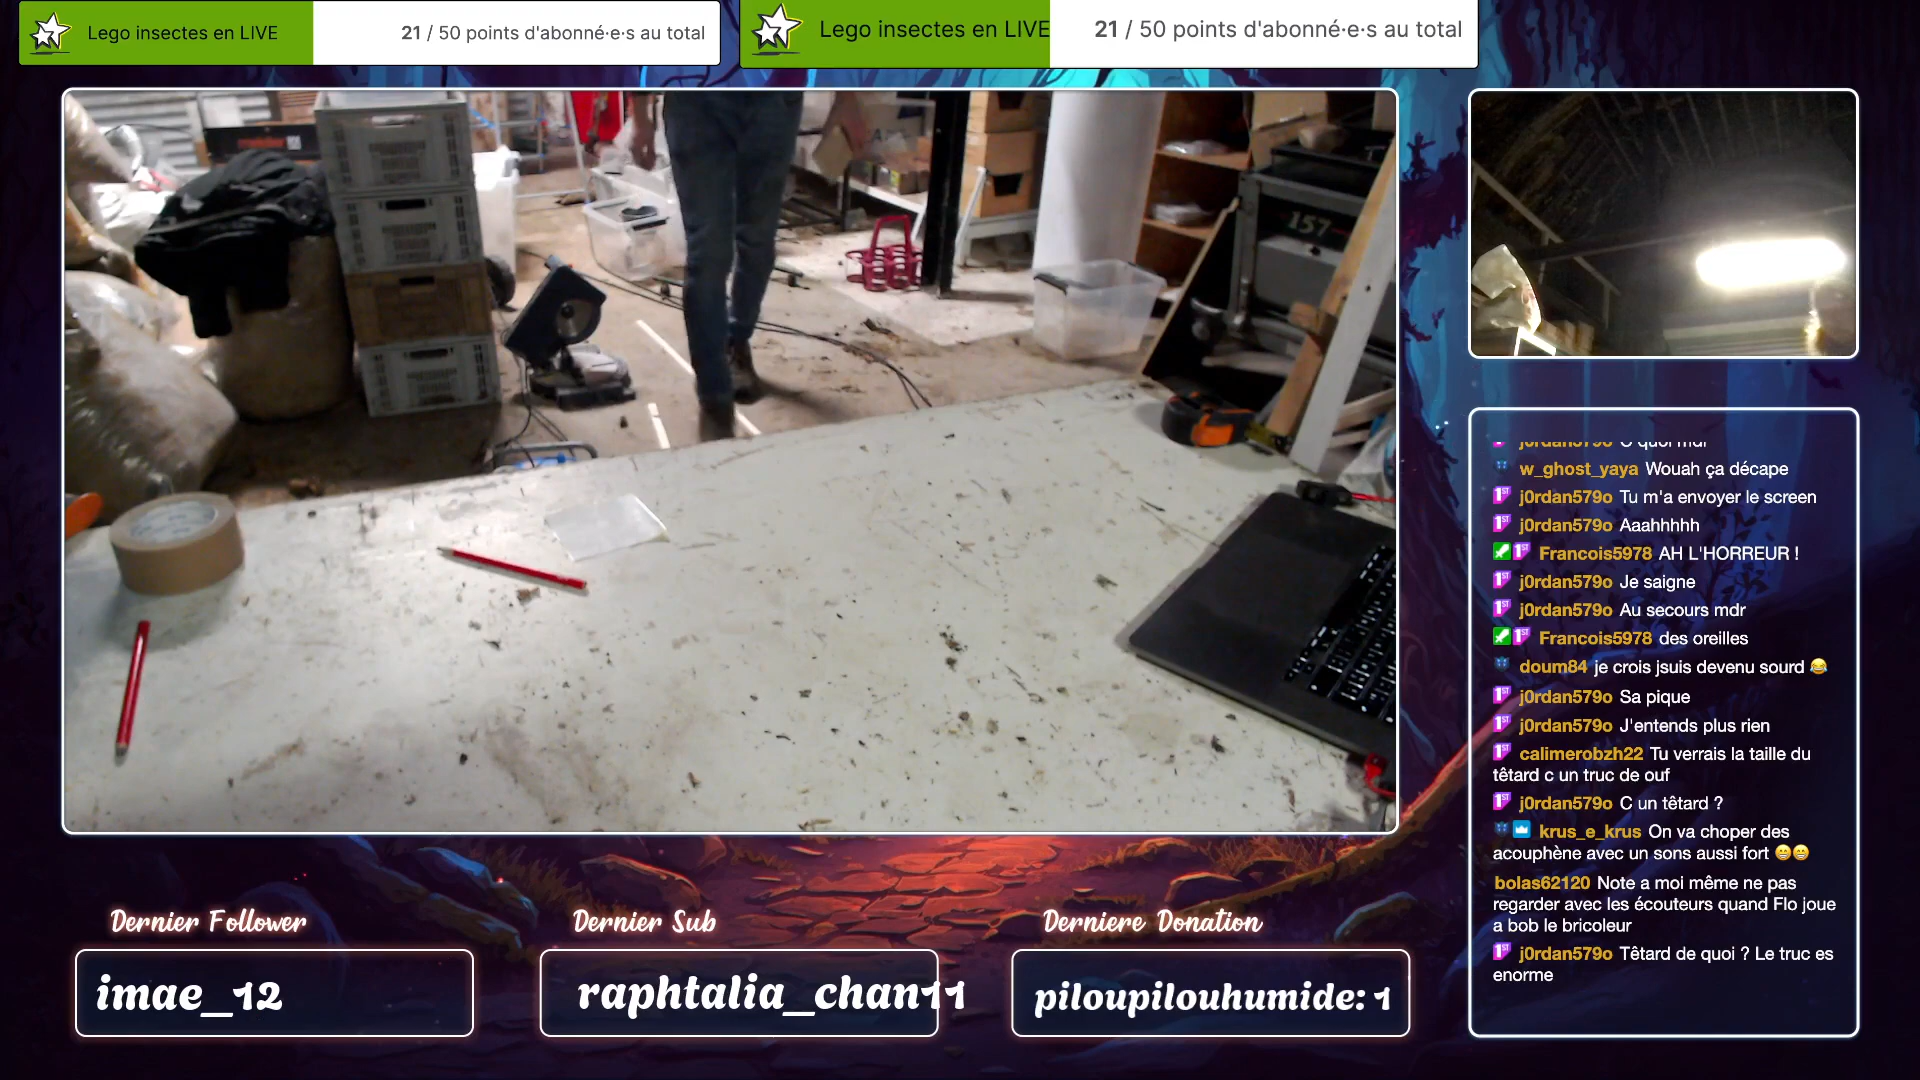 Lego insectes en LIVE
21 / 50 points d'abonné·e·s au total
Lego insectes en LIVE
21 / 50 points d'abonné·e·s au total
157
w_ghost_yaya Wouah ça décape
j0rdan579o Tu m'a envoyer le screen
j0rdan579o Aaahhhhh
Francois5978 AH L'HORREUR !
j0rdan579o Je saigne
j0rdan579o Au secours mdr
Francois5978 des oreilles
doum84 je crois jsuis devenu sourd 😂
j0rdan579o Sa pique
j0rdan579o J'entends plus rien
calimerobzh22 Tu verrais la taille du
têtard c un truc de ouf
j0rdan579o C un têtard ?
krus_e_krus On va choper des
acouphène avec un sons aussi fort 😁😁
bolas62120 Note a moi même ne pas
regarder avec les écouteurs quand Flo joue
a bob le bricoleur
j0rdan579o Têtard de quoi ? Le truc es
enorme
Dernier Follower
imae_12
Dernier Sub
raphtalia_chan11
Derniere Donation
piloupilouhumide: 1